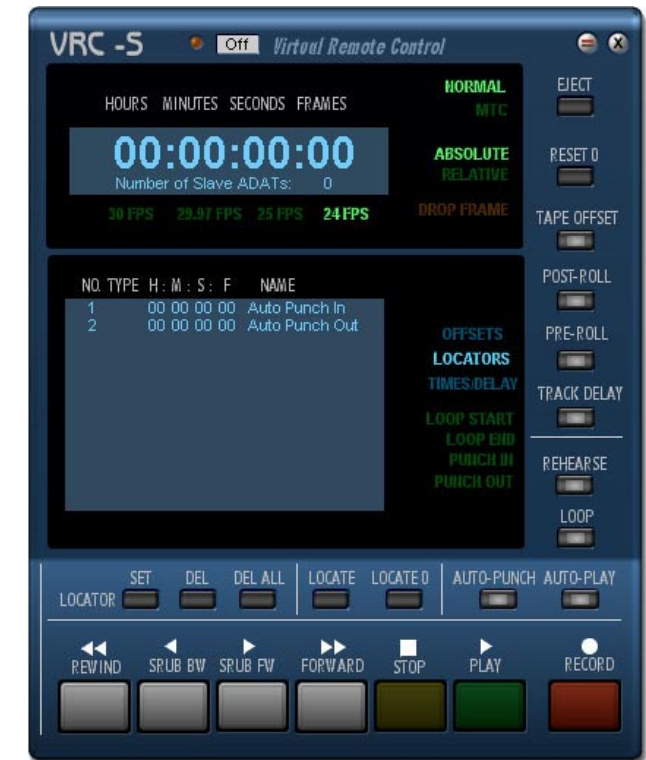 VRC -S Off Virtual Remote Control
HOURS MINUTES SECONDS FRAMES
00:00:00:00
Number of Slave ADATs: 0
30 FPS 29.97 FPS 25 FPS 24 FPS
NORMAL
MTC
ABSOLUTE
RELATIVE
DROP FRAME
EJECT
RESET 0
TAPE OFFSET
POST-ROLL
PRE-ROLL
TRACK DELAY
REHEARSE
LOOP
NO. TYPE H : M : S : F NAME
1 00 00 00 00 Auto Punch In
2 00 00 00 00 Auto Punch Out
OFFSETS
LOCATORS
TIMES/DELAY
LOOP START
LOOP END
PUNCH IN
PUNCH OUT
LOCATOR SET DEL DEL ALL LOCATE LOCATE 0 AUTO-PUNCH AUTO-PLAY
REWIND SRUB BW SRUB FW FORWARD STOP PLAY RECORD